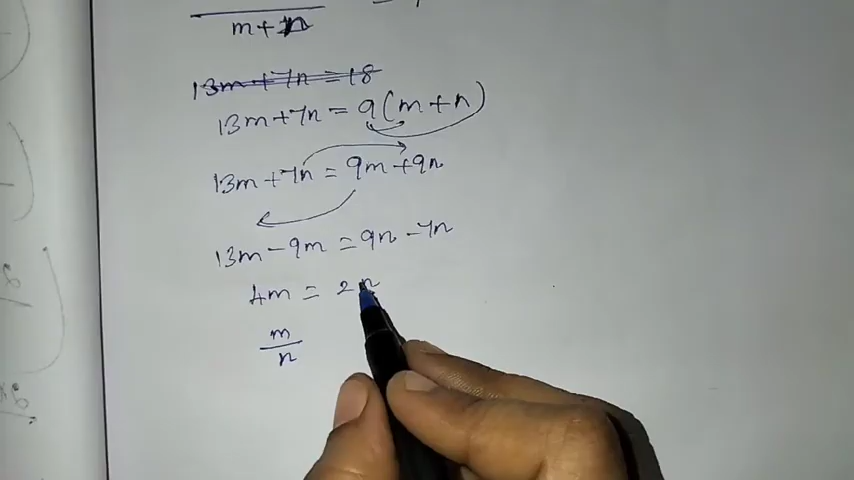 m+n
13m+7n=18
13m+7n=9(m+n)
13m+7n=9m+9n
13m-9m=9n-7n
4m=2n
m
n